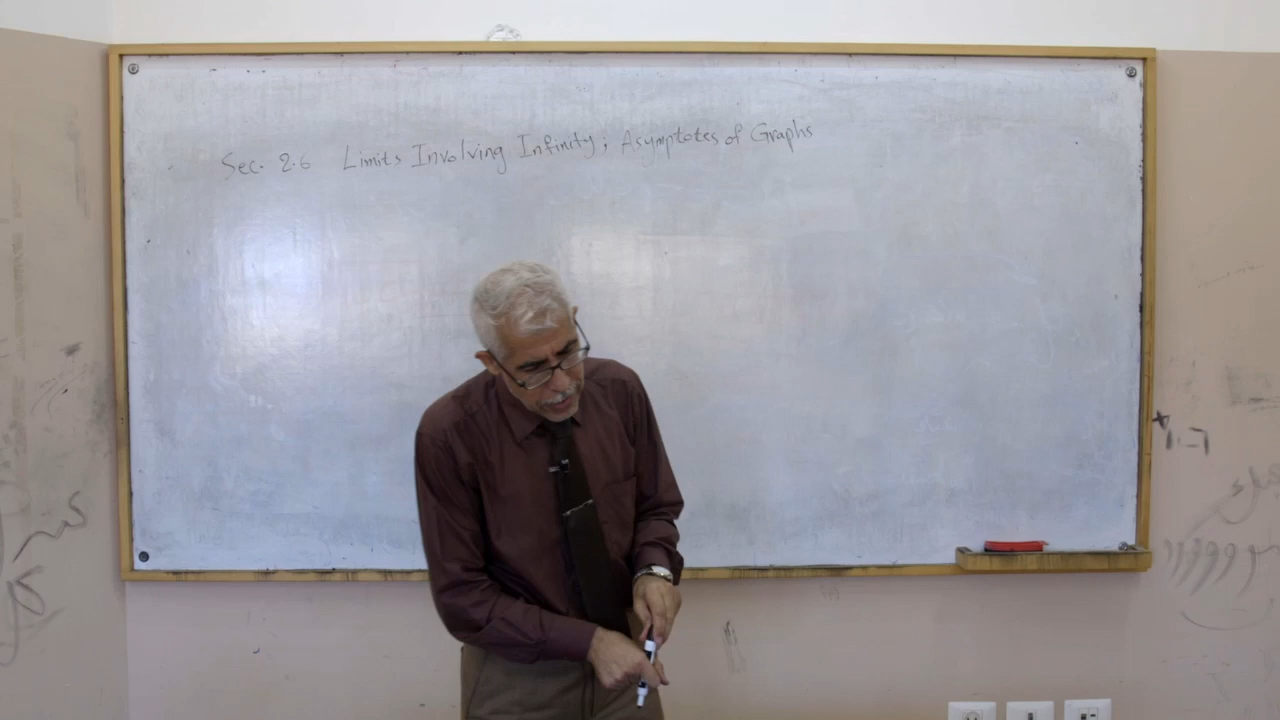 Sec. 2.6 Limits Involving Infinity; Asymptotes of Graphs